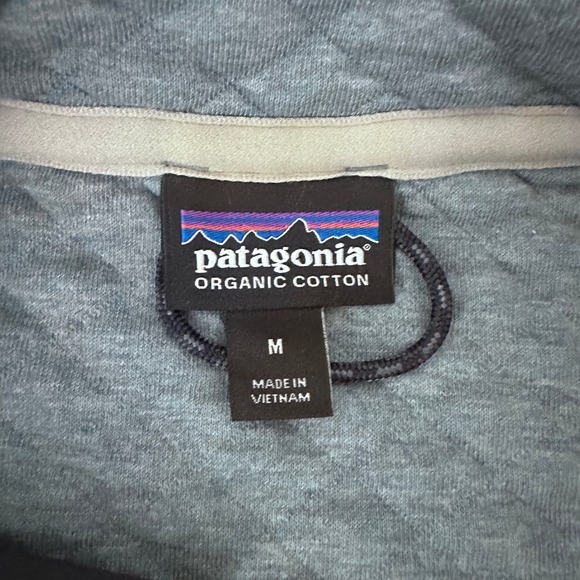 patagonia®
ORGANIC COTTON
M
MADE IN
VIETNAM